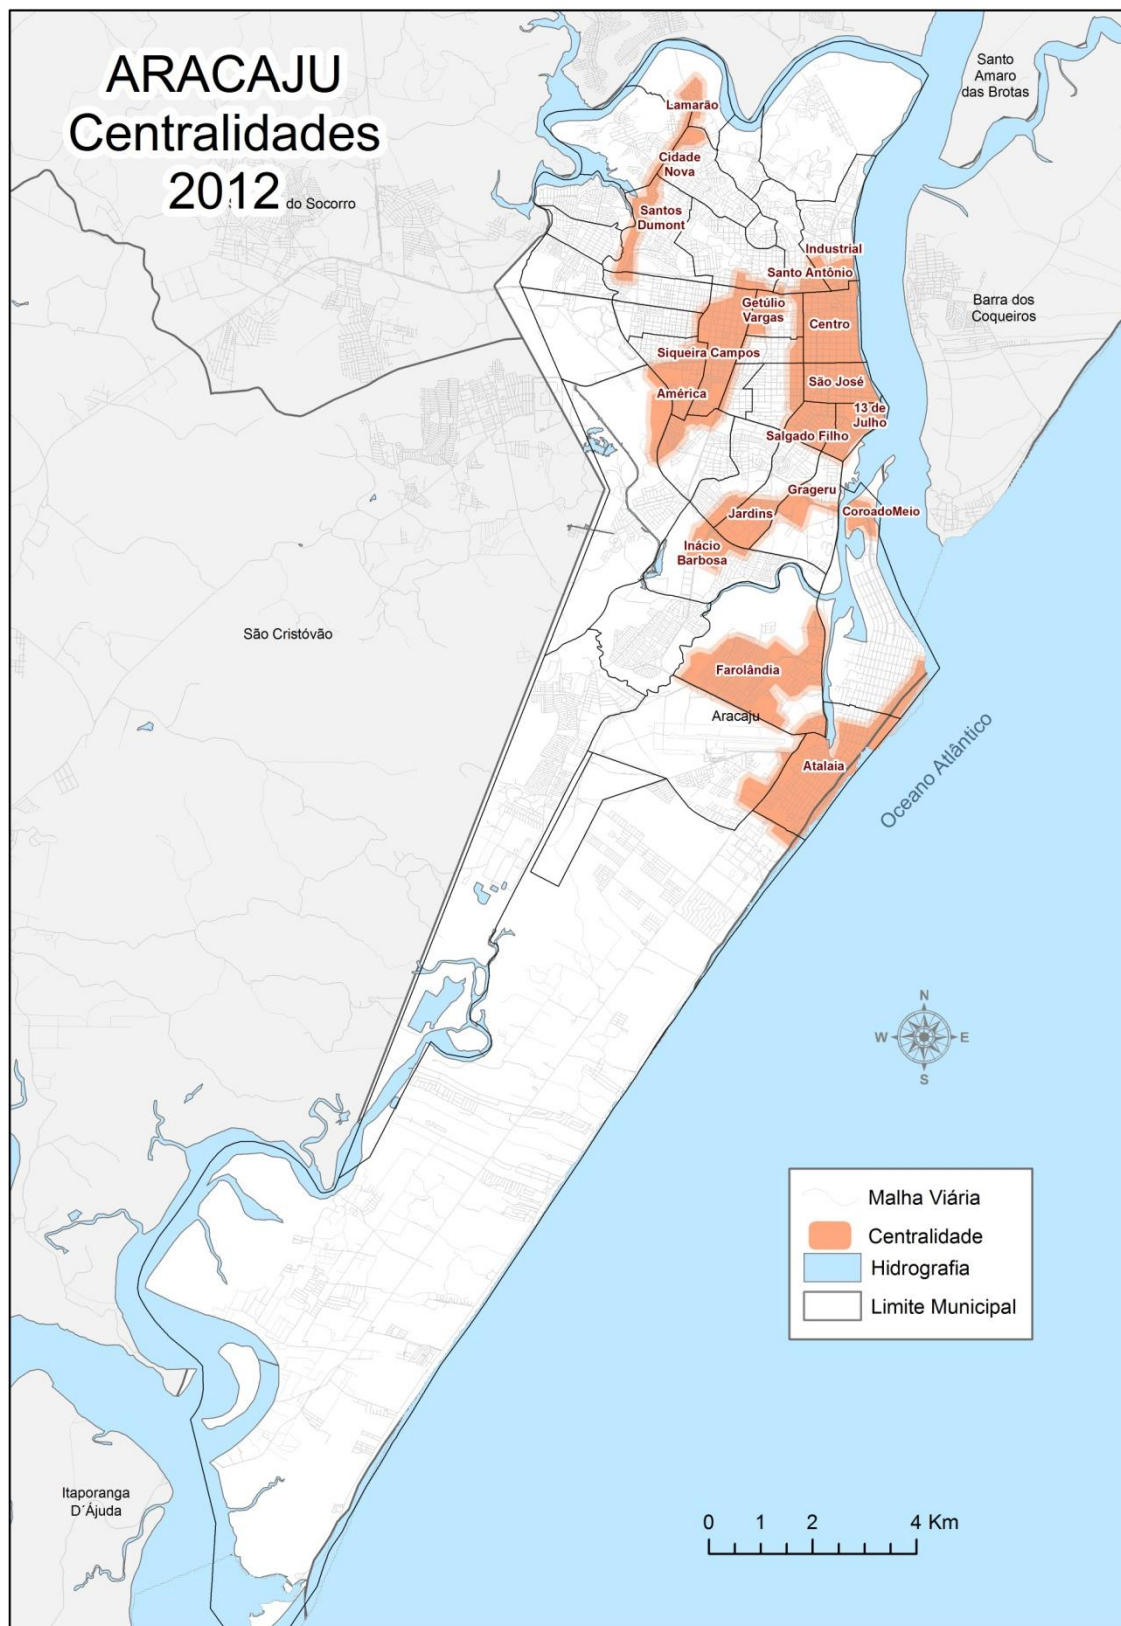 ARACAJU
Centralidades
2012
do Socorro
Santo
Amaro
das Brotas
Lamarão
Cidade
Nova
Santos
Dumont
Industrial
Santo Antônio
Getúlio
Vargas
Centro
Barra dos
Coqueiros
Siqueira Campos
São José
América
13 de
Julho
Salgado Filho
Grageru
Jardins
CoroadoMeio
Inácio
Barbosa
São Cristóvão
Farolândia
Aracaju
Atalaia
Oceano Atlântico
N
W
E
S
Malha Viária
Centralidade
Hidrografia
Limite Municipal
Itaporanga
D´Ájuda
0 1 2 4 Km